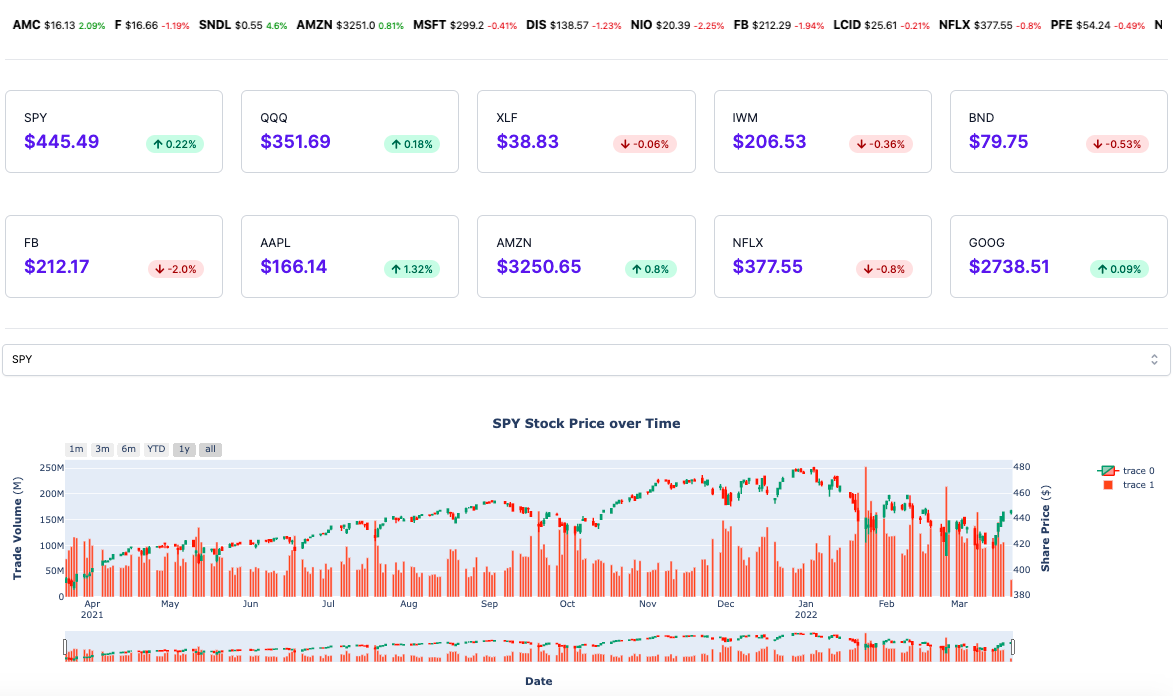 AMC $16.13 2.09% F $16.66 -1.19% SNDL $0.55 4.6% AMZN $3251.0 0.81% MSFT $299.2 -0.41% DIS $138.57 -1.23% NIO $20.39 -2.25% FB $212.29 -1.94% LCID $25.61 -0.21% NFLX $377.55 -0.8% PFE $54.24 -0.49% N
SPY
$445.49 ↑ 0.22%
QQQ
$351.69 ↑ 0.18%
XLF
$38.83 ↓ -0.06%
IWM
$206.53 ↓ -0.36%
BND
$79.75 ↓ -0.53%
FB
$212.17 ↓ -2.0%
AAPL
$166.14 ↑ 1.32%
AMZN
$3250.65 ↑ 0.8%
NFLX
$377.55 ↓ -0.8%
GOOG
$2738.51 ↑ 0.09%
SPY
SPY Stock Price over Time
1m 3m 6m YTD 1y all
Trade Volume (M)
250M
200M
150M
100M
50M
0
480
460
440
420
400
380
Share Price ($)
trace 0
trace 1
Apr May Jun Jul Aug Sep Oct Nov Dec Jan Feb Mar
2021 2022
Date